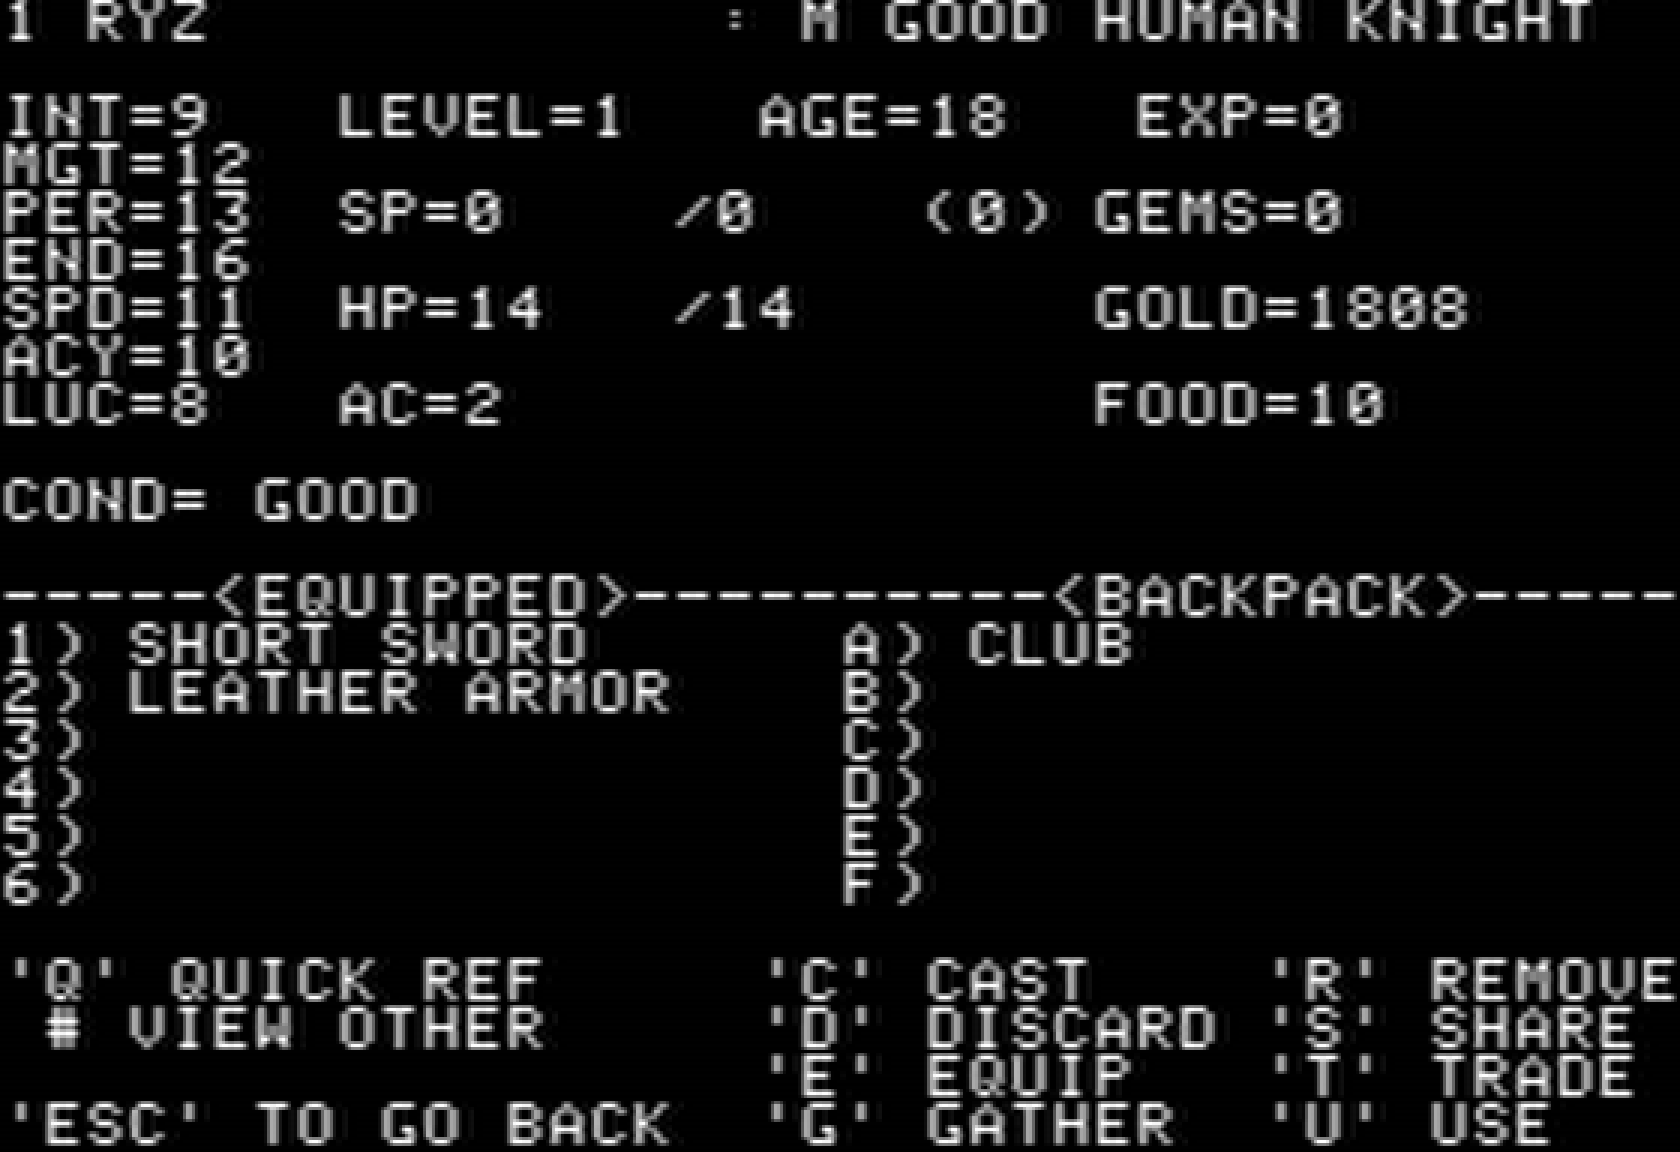 1 RYZ : M GOOD HUMAN KNIGHT
INT=9 LEVEL=1 AGE=18 EXP=0
MGT=12
PER=13 SP=0 /0 (0) GEMS=0
END=16
SPD=11 HP=14 /14 GOLD=1808
ACY=10
LUC=8 AC=2 FOOD=10
COND= GOOD
-----<EQUIPPED>----------<BACKPACK>-----
1) SHORT SWORD A) CLUB
2) LEATHER ARMOR B)
3) C)
4) D)
5) E)
6) F)
'Q' QUICK REF 'C' CAST 'R' REMOVE
# VIEW OTHER 'D' DISCARD 'S' SHARE
'E' EQUIP 'T' TRADE
'ESC' TO GO BACK 'G' GATHER 'U' USE